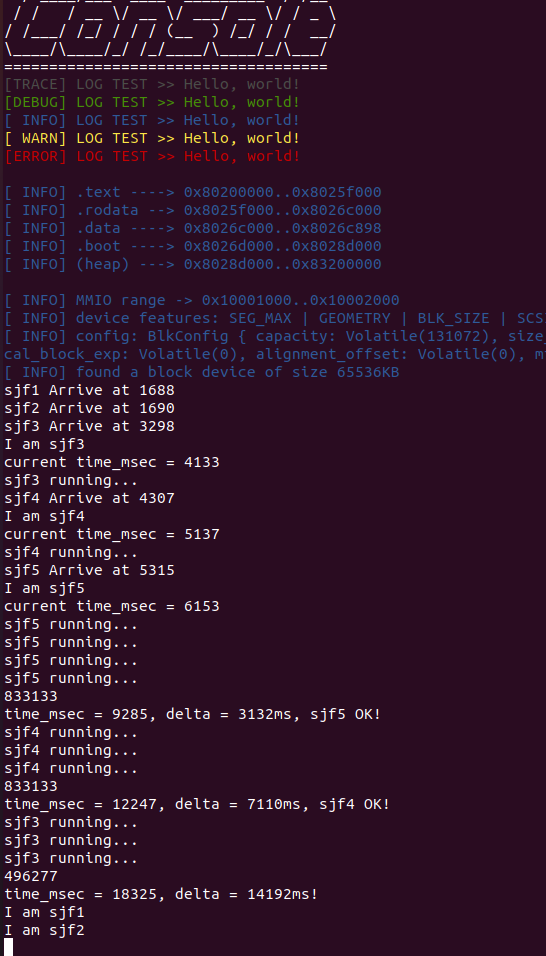 / /   / __ \/ __ \/ ___/ __ \/ / _ \
/ /___/ /_/ / / / (__  ) /_/ / /  __/
\____/\____/_/ /_/____/\____/_/\___/
====================================
[TRACE] LOG TEST >> Hello, world!
[DEBUG] LOG TEST >> Hello, world!
[ INFO] LOG TEST >> Hello, world!
[ WARN] LOG TEST >> Hello, world!
[ERROR] LOG TEST >> Hello, world!
[ INFO] .text ----> 0x80200000..0x8025f000
[ INFO] .rodata --> 0x8025f000..0x8026c000
[ INFO] .data ----> 0x8026c000..0x8026c898
[ INFO] .boot ----> 0x8026d000..0x8028d000
[ INFO] (heap) ---> 0x8028d000..0x83200000
[ INFO] MMIO range -> 0x10001000..0x10002000
[ INFO] device features: SEG_MAX | GEOMETRY | BLK_SIZE | SCS
[ INFO] config: BlkConfig { capacity: Volatile(131072), size_
cal_block_exp: Volatile(0), alignment_offset: Volatile(0), m
[ INFO] found a block device of size 65536KB
sjf1 Arrive at 1688
sjf2 Arrive at 1690
sjf3 Arrive at 3298
I am sjf3
current time_msec = 4133
sjf3 running...
sjf4 Arrive at 4307
I am sjf4
current time_msec = 5137
sjf4 running...
sjf5 Arrive at 5315
I am sjf5
current time_msec = 6153
sjf5 running...
sjf5 running...
sjf5 running...
sjf5 running...
833133
time_msec = 9285, delta = 3132ms, sjf5 OK!
sjf4 running...
sjf4 running...
sjf4 running...
833133
time_msec = 12247, delta = 7110ms, sjf4 OK!
sjf3 running...
sjf3 running...
sjf3 running...
496277
time_msec = 18325, delta = 14192ms!
I am sjf1
I am sjf2